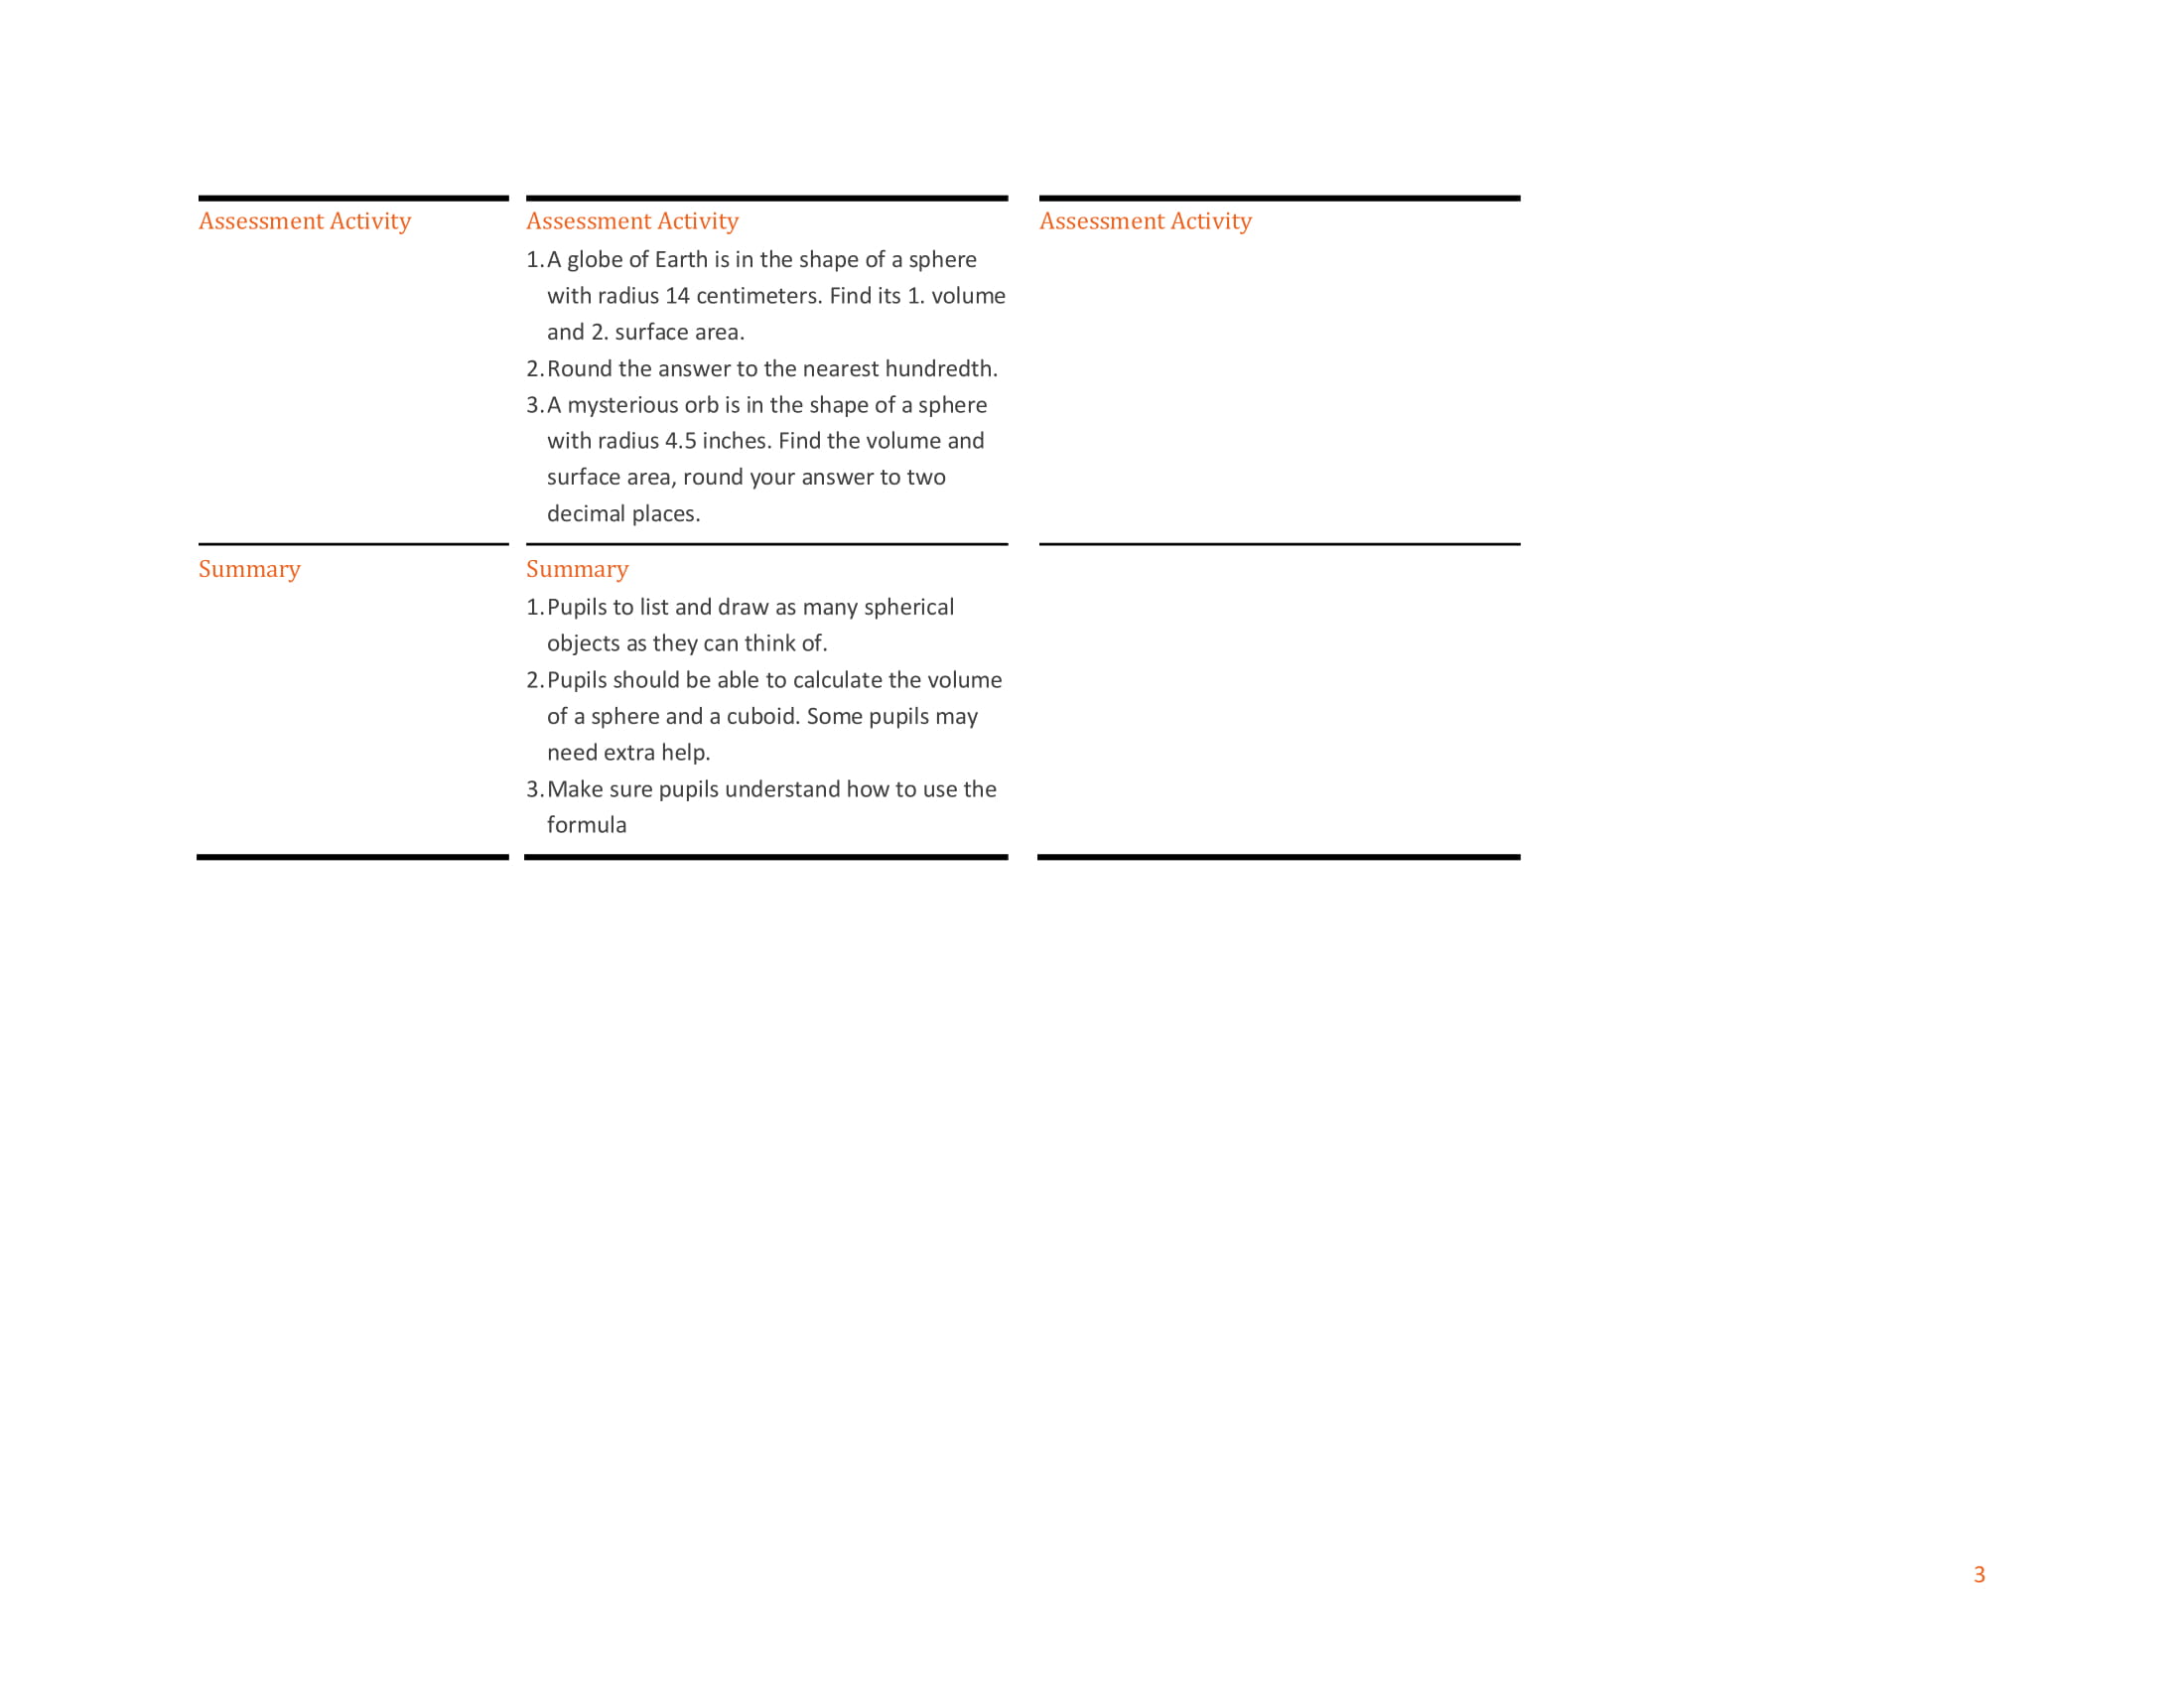 Assessment Activity
Assessment Activity
1.A globe of Earth is in the shape of a sphere
with radius 14 centimeters. Find its 1. volume
and 2. surface area.
2.Round the answer to the nearest hundredth.
3.A mysterious orb is in the shape of a sphere
with radius 4.5 inches. Find the volume and
surface area, round your answer to two
decimal places.
Assessment Activity
Summary
Summary
1.Pupils to list and draw as many spherical
objects as they can think of.
2.Pupils should be able to calculate the volume
of a sphere and a cuboid. Some pupils may
need extra help.
3.Make sure pupils understand how to use the
formula
3